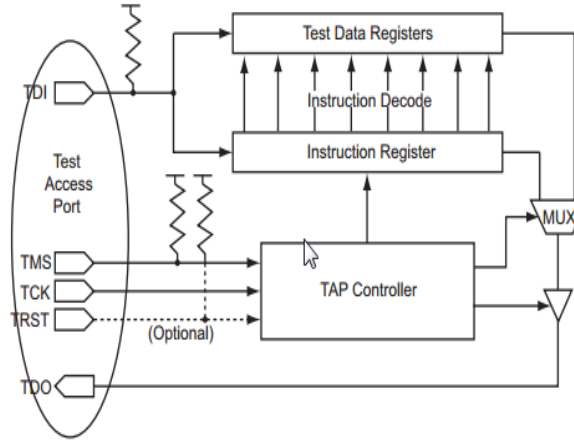 Test Data Registers
TDI
Instruction Decode
Test
Access
Port
Instruction Register
MUX
TMS
TCK
TAP Controller
TRST
(Optional)
TDO